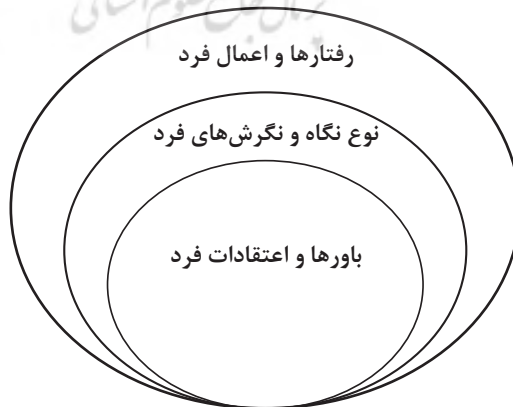 رفتارها و اعمال فرد
نوع نگاه و نگرش‌های فرد
باورها و اعتقادات فرد